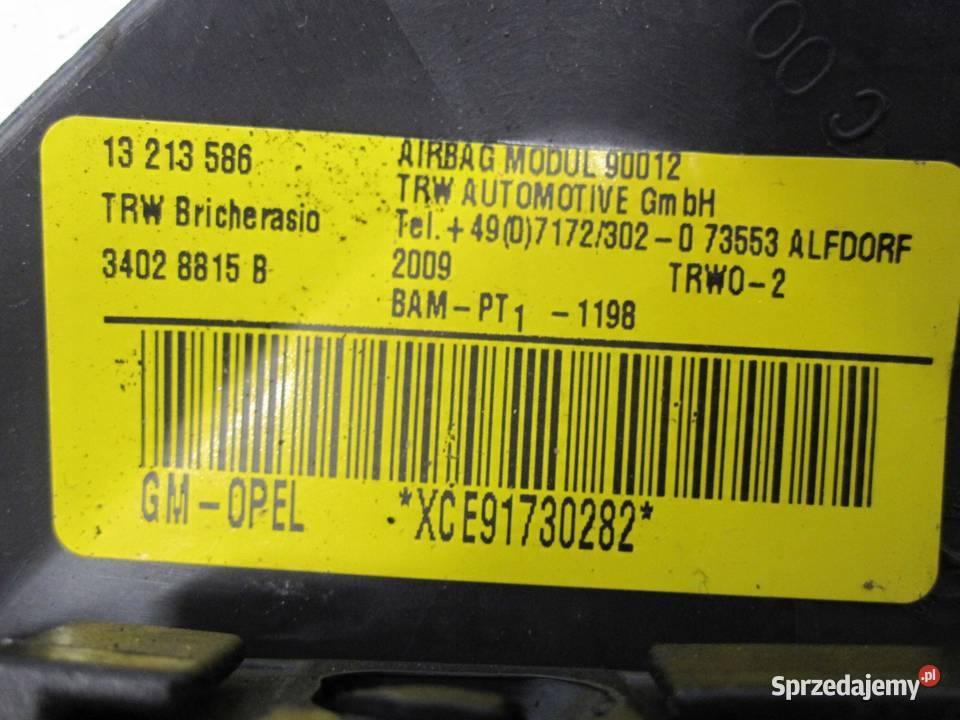 C 00
13 213 586
TRW Bricherasio
3402 8815 B
AIRBAG MODUL 90012
TRW AUTOMOTIVE GmbH
Tel. +49(0)7172/302-0 73553 ALFDORF
2009 TRWO-2
BAM-PT1 -1198
GM-OPEL *XCE91730282*
Sprzedajemy.pl